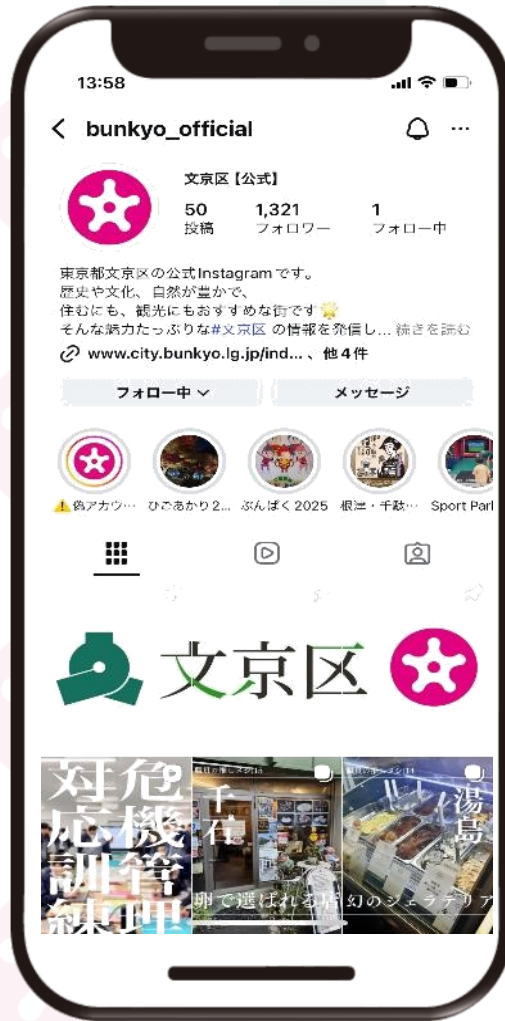 13:58
bunkyo_official
文京区【公式】
50 1,321 1
投稿 フォロワー フォロー中
東京都文京区の公式Instagramです。
歴史や文化、自然が豊かで、
住むにも、観光にもおすすめな街です🌟
そんな魅力たっぷりな#文京区 の情報を発信し... 続きを読む
www.city.bunkyo.lg.jp/ind... 、他4件
フォロー中 メッセージ
⚠️偽アカウ… ひごあかり2… ぶんぱく2025 根津・千駄… Sport Parl
文京区
危機管理
対応訓練
千石
卵で選ばれる店
湯島
幻のジェラテリア